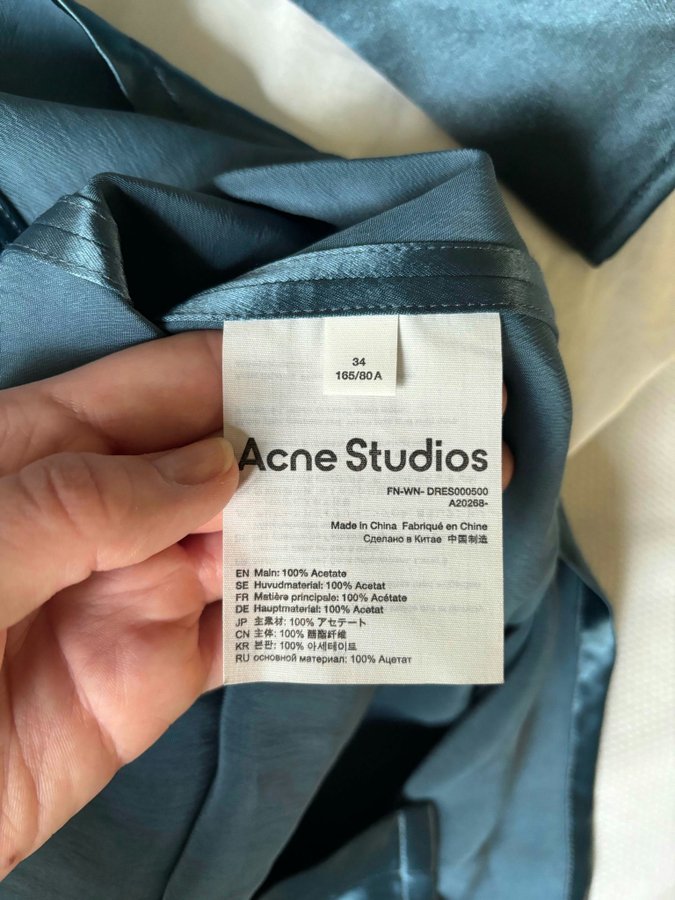 34
165/80A
Acne Studios
FN-WN- DRES000500
A20268-
Made in China Fabriqué en Chine
Сделано в Китае 中国制造
EN Main: 100% Acetate
SE Huvudmaterial: 100% Acetat
FR Matière principale: 100% Acétate
DE Hauptmaterial: 100% Acetat
JP 主素材: 100% アセテート
CN 主体: 100% 醋酯纤维
KR 본판: 100% 아세테이트
RU основной материал: 100% Ацетат